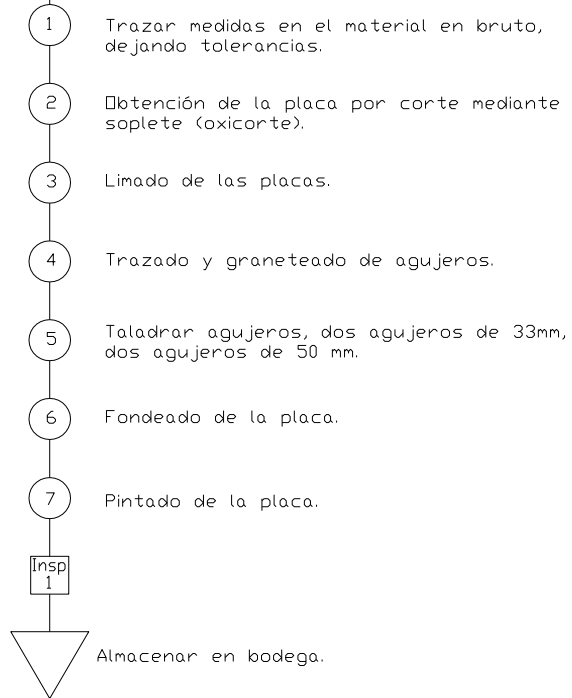 1
Trazar medidas en el material en bruto,
dejando tolerancias.
2
Obtención de la placa por corte mediante
soplete (oxicorte).
3
Limado de las placas.
4
Trazado y graneteado de agujeros.
5
Taladrar agujeros, dos agujeros de 33mm,
dos agujeros de 50 mm.
6
Fondeado de la placa.
7
Pintado de la placa.
Insp
1
Almacenar en bodega.